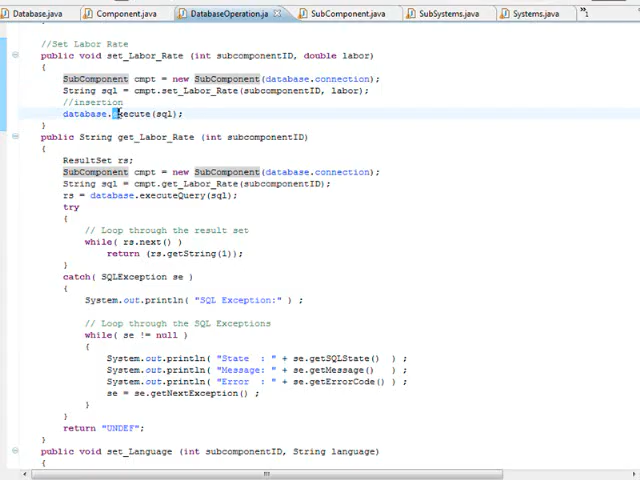 Database.java Component.java DatabaseOperation.ja SubComponent.java SubSystems.java Systems.java »1
//Set Labor Rate
public void set_Labor_Rate (int subcomponentID, double labor)
{
SubComponent cmpt = new SubComponent(database.connection);
String sql = cmpt.set_Labor_Rate(subcomponentID, labor);
//insertion
database.execute(sql);
}
public String get_Labor_Rate (int subcomponentID)
{
ResultSet rs;
SubComponent cmpt = new SubComponent(database.connection);
String sql = cmpt.get_Labor_Rate(subcomponentID);
rs = database.executeQuery(sql);
try
{
// Loop through the result set
while( rs.next() )
return (rs.getString(1));
}
catch( SQLException se )
{
System.out.println( "SQL Exception:" ) ;
// Loop through the SQL Exceptions
while( se != null )
{
System.out.println( "State  : " + se.getSQLState()  ) ;
System.out.println( "Message: " + se.getMessage()   ) ;
System.out.println( "Error  : " + se.getErrorCode() ) ;
se = se.getNextException() ;
}
}
return "UNDEF";
}
public void set_Language (int subcomponentID, String language)
{